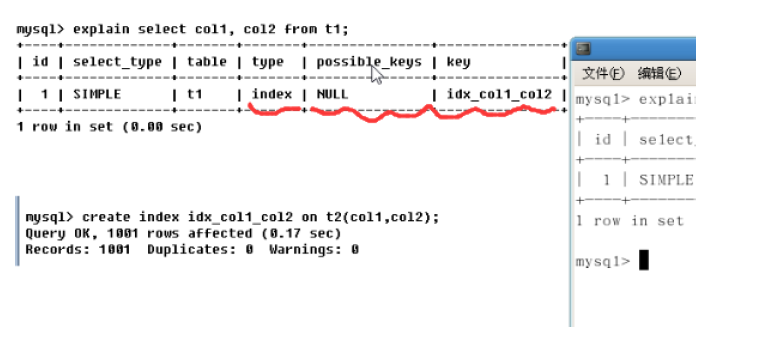 mysql> explain select col1, col2 from t1;
+----+-------------+-------+-------+---------------+---------------+
| id | select_type | table | type | possible_keys | key |
+----+-------------+-------+-------+---------------+---------------+
| 1 | SIMPLE | t1 | index | NULL | idx_col1_col2 |
+----+-------------+-------+-------+---------------+---------------+
1 row in set (0.00 sec)
mysql> create index idx_col1_col2 on t2(col1,col2);
Query OK, 1001 rows affected (0.17 sec)
Records: 1001 Duplicates: 0 Warnings: 0
文件(F) 编辑(E)
mysql> explai
+----+--------
| id | select
+----+--------
| 1 | SIMPLE
+----+--------
1 row in set
mysql>